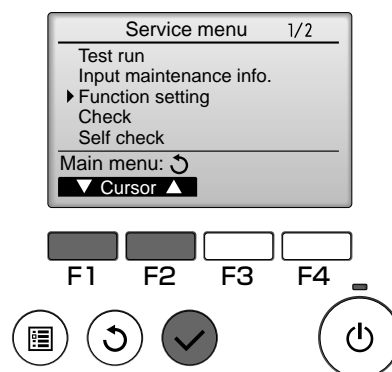 Service menu 1/2
Test run
Input maintenance info.
Function setting
Check
Self check
Main menu:
Cursor
F1 F2 F3 F4